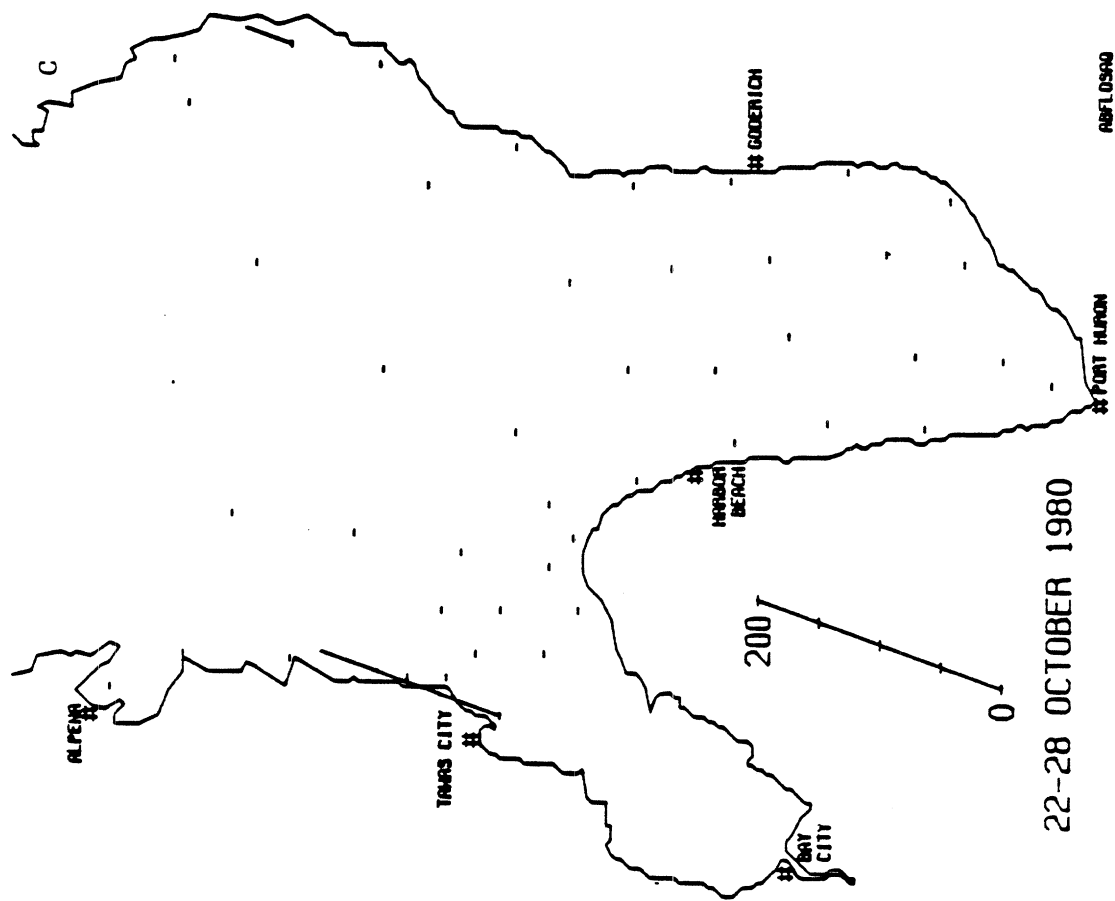 C
ALPENA
#
TAWAS CITY
#
# GODERICH
HARBOR
BEACH
#
BAY
CITY
#
#PORT HURON
200
0
22-28 OCTOBER 1980
ABFLOSAQ